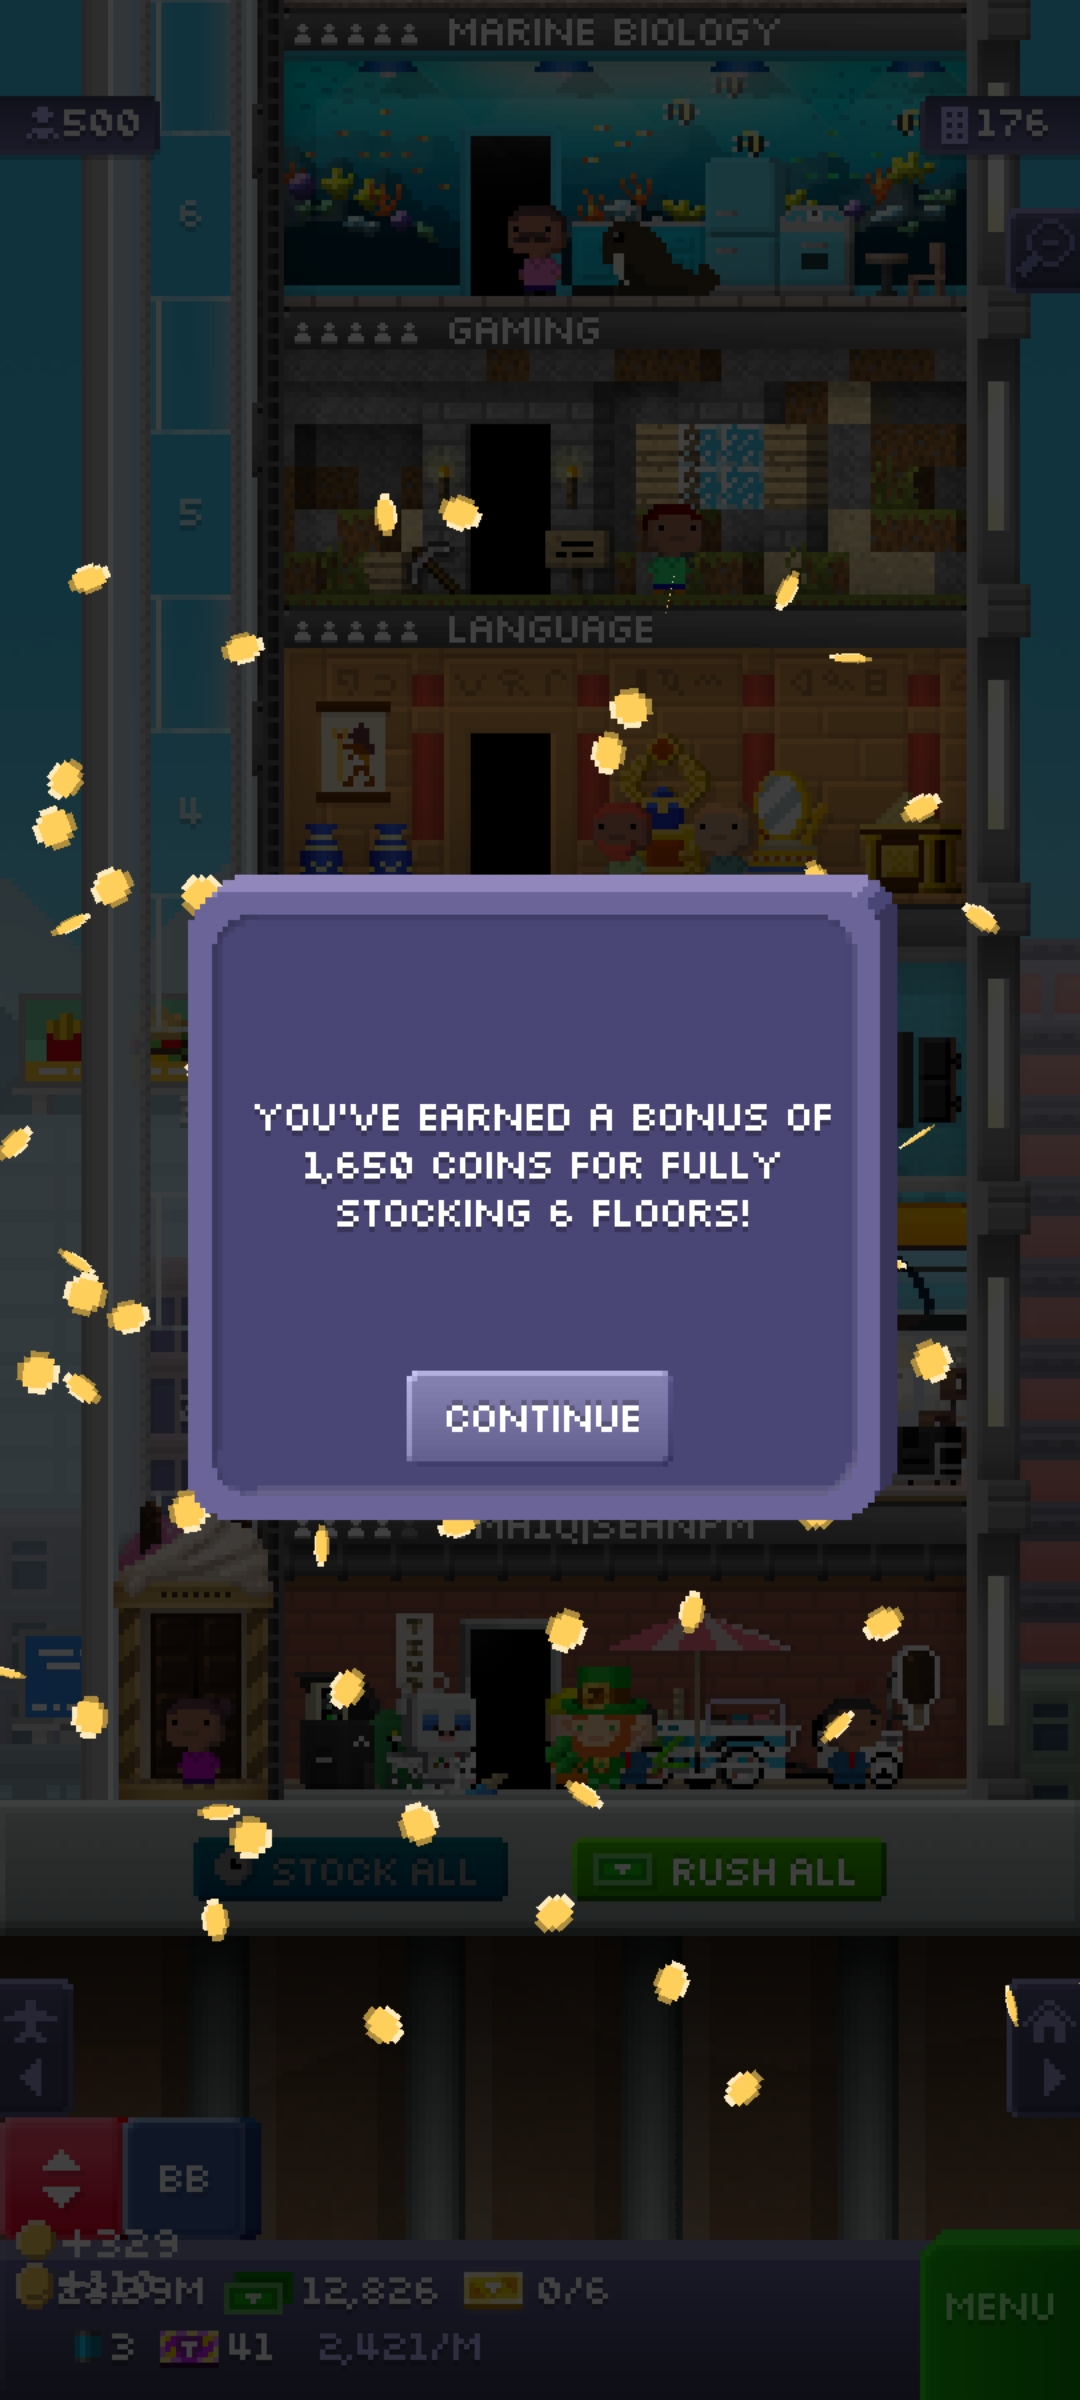 MARINE BIOLOGY
500
176
6
GAMING
5
LANGUAGE
4
YOU'VE EARNED A BONUS OF
1,650 COINS FOR FULLY
STOCKING 6 FLOORS!
CONTINUE
STOCK ALL
RUSH ALL
BB
+329
12,826
0/6
3
41
2,421/M
MENU